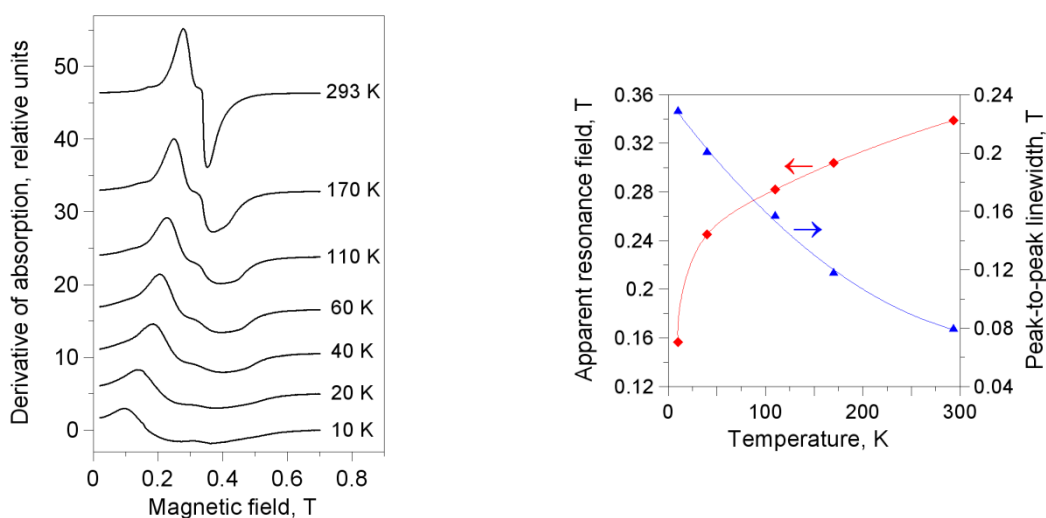 Derivative of absorption, relative units
50
40
30
20
10
0
293 K
170 K
110 K
60 K
40 K
20 K
10 K
0 0.2 0.4 0.6 0.8
Magnetic field, T
Apparent resonance field, T
0.36
0.32
0.28
0.24
0.2
0.16
0.12
0.24
0.2
0.16
0.12
0.08
0.04
Peak-to-peak linewidth, T
0 100 200 300
Temperature, K